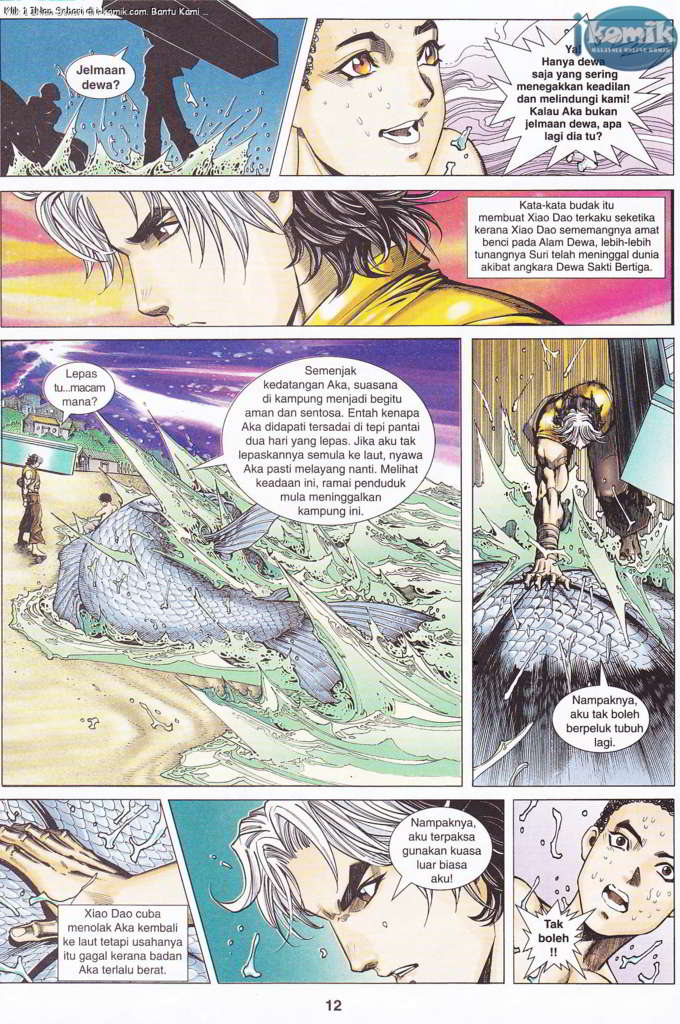 Jelmaan
dewa?
i komik
MALAYSIA ONLINE KOMIK
Ya!
Hanya dewa
saja yang sering
menegakkan keadilan
dan melindungi kami!
Kalau Aka bukan
jelmaan dewa, apa
lagi dia tu?
Kata-kata budak itu
membuat Xiao Dao terkaku seketika
kerana Xiao Dao sememangnya amat
benci pada Alam Dewa, lebih-lebih
tunangnya Suri telah meninggal dunia
akibat angkara Dewa Sakti Bertiga.
Lepas
tu...macam
mana?
Semenjak
kedatangan Aka, suasana
di kampung menjadi begitu
aman dan sentosa. Entah kenapa
Aka didapati tersadai di tepi pantai
dua hari yang lepas. Jika aku tak
lepaskannya semula ke laut, nyawa
Aka pasti melayang nanti. Melihat
keadaan ini, ramai penduduk
mula meninggalkan
kampung ini.
Nampaknya,
aku tak boleh
berpeluk tubuh
lagi.
Xiao Dao cuba
menolak Aka kembali
ke laut tetapi usahanya
itu gagal kerana badan
Aka terlalu berat.
Nampaknya,
aku terpaksa
gunakan kuasa
luar biasa
aku!
Tak
boleh
!!
12